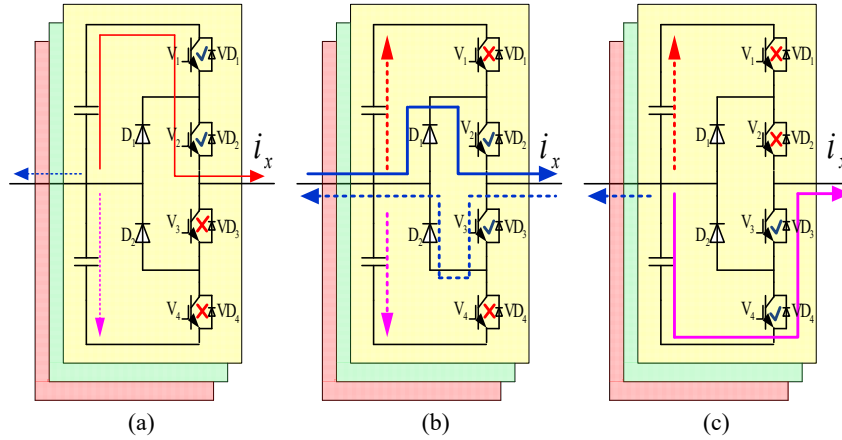 V1 VD1
D1 V2 VD2
ix
D2 V3 VD3
V4 VD4
(a)
V1 VD1
D1 V2 VD2
ix
D2 V3 VD3
V4 VD4
(b)
V1 VD1
D1 V2 VD2
ix
D2 V3 VD3
V4 VD4
(c)